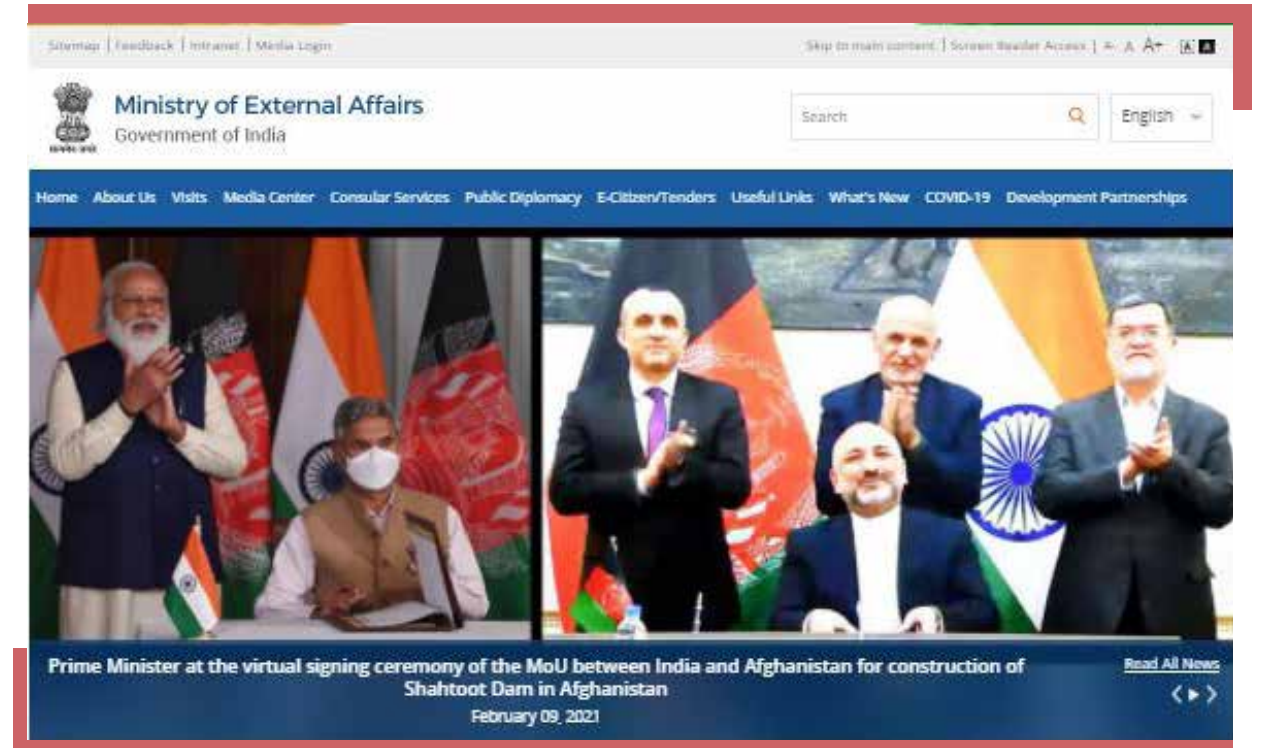 Sitemap | Feedback | Intranet | Media Login
Skip to main content | Screen Reader Access | A- A A+ A A
Ministry of External Affairs
Government of India
Search
English
Home About Us Visits Media Center Consular Services Public Diplomacy E-Citizen/Tenders Useful Links What's New COVID-19 Development Partnerships
Prime Minister at the virtual signing ceremony of the MoU between India and Afghanistan for construction of
Shahtoot Dam in Afghanistan
February 09, 2021
Read All News